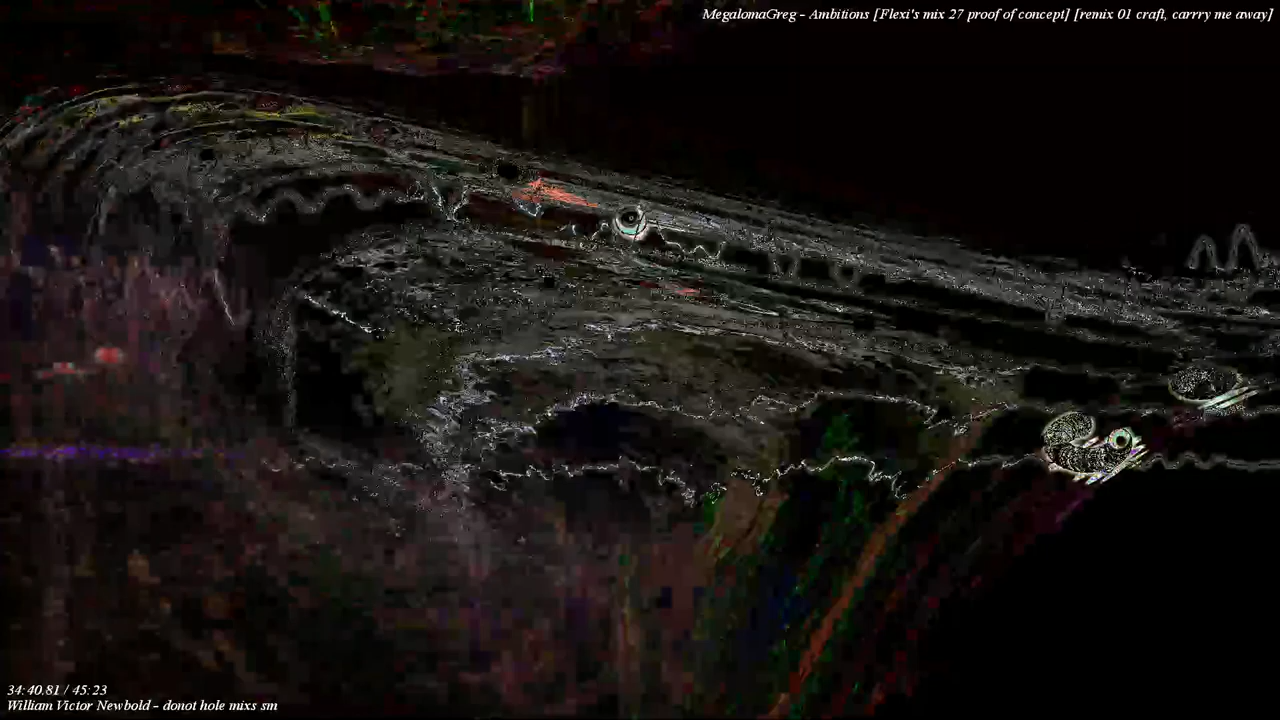 MegalomaGreg - Ambitions [Flexi's mix 27 proof of concept] [remix 01 craft, carrry me away]
34:40.81 / 45:23
William Victor Newbold - donot hole mixs sm